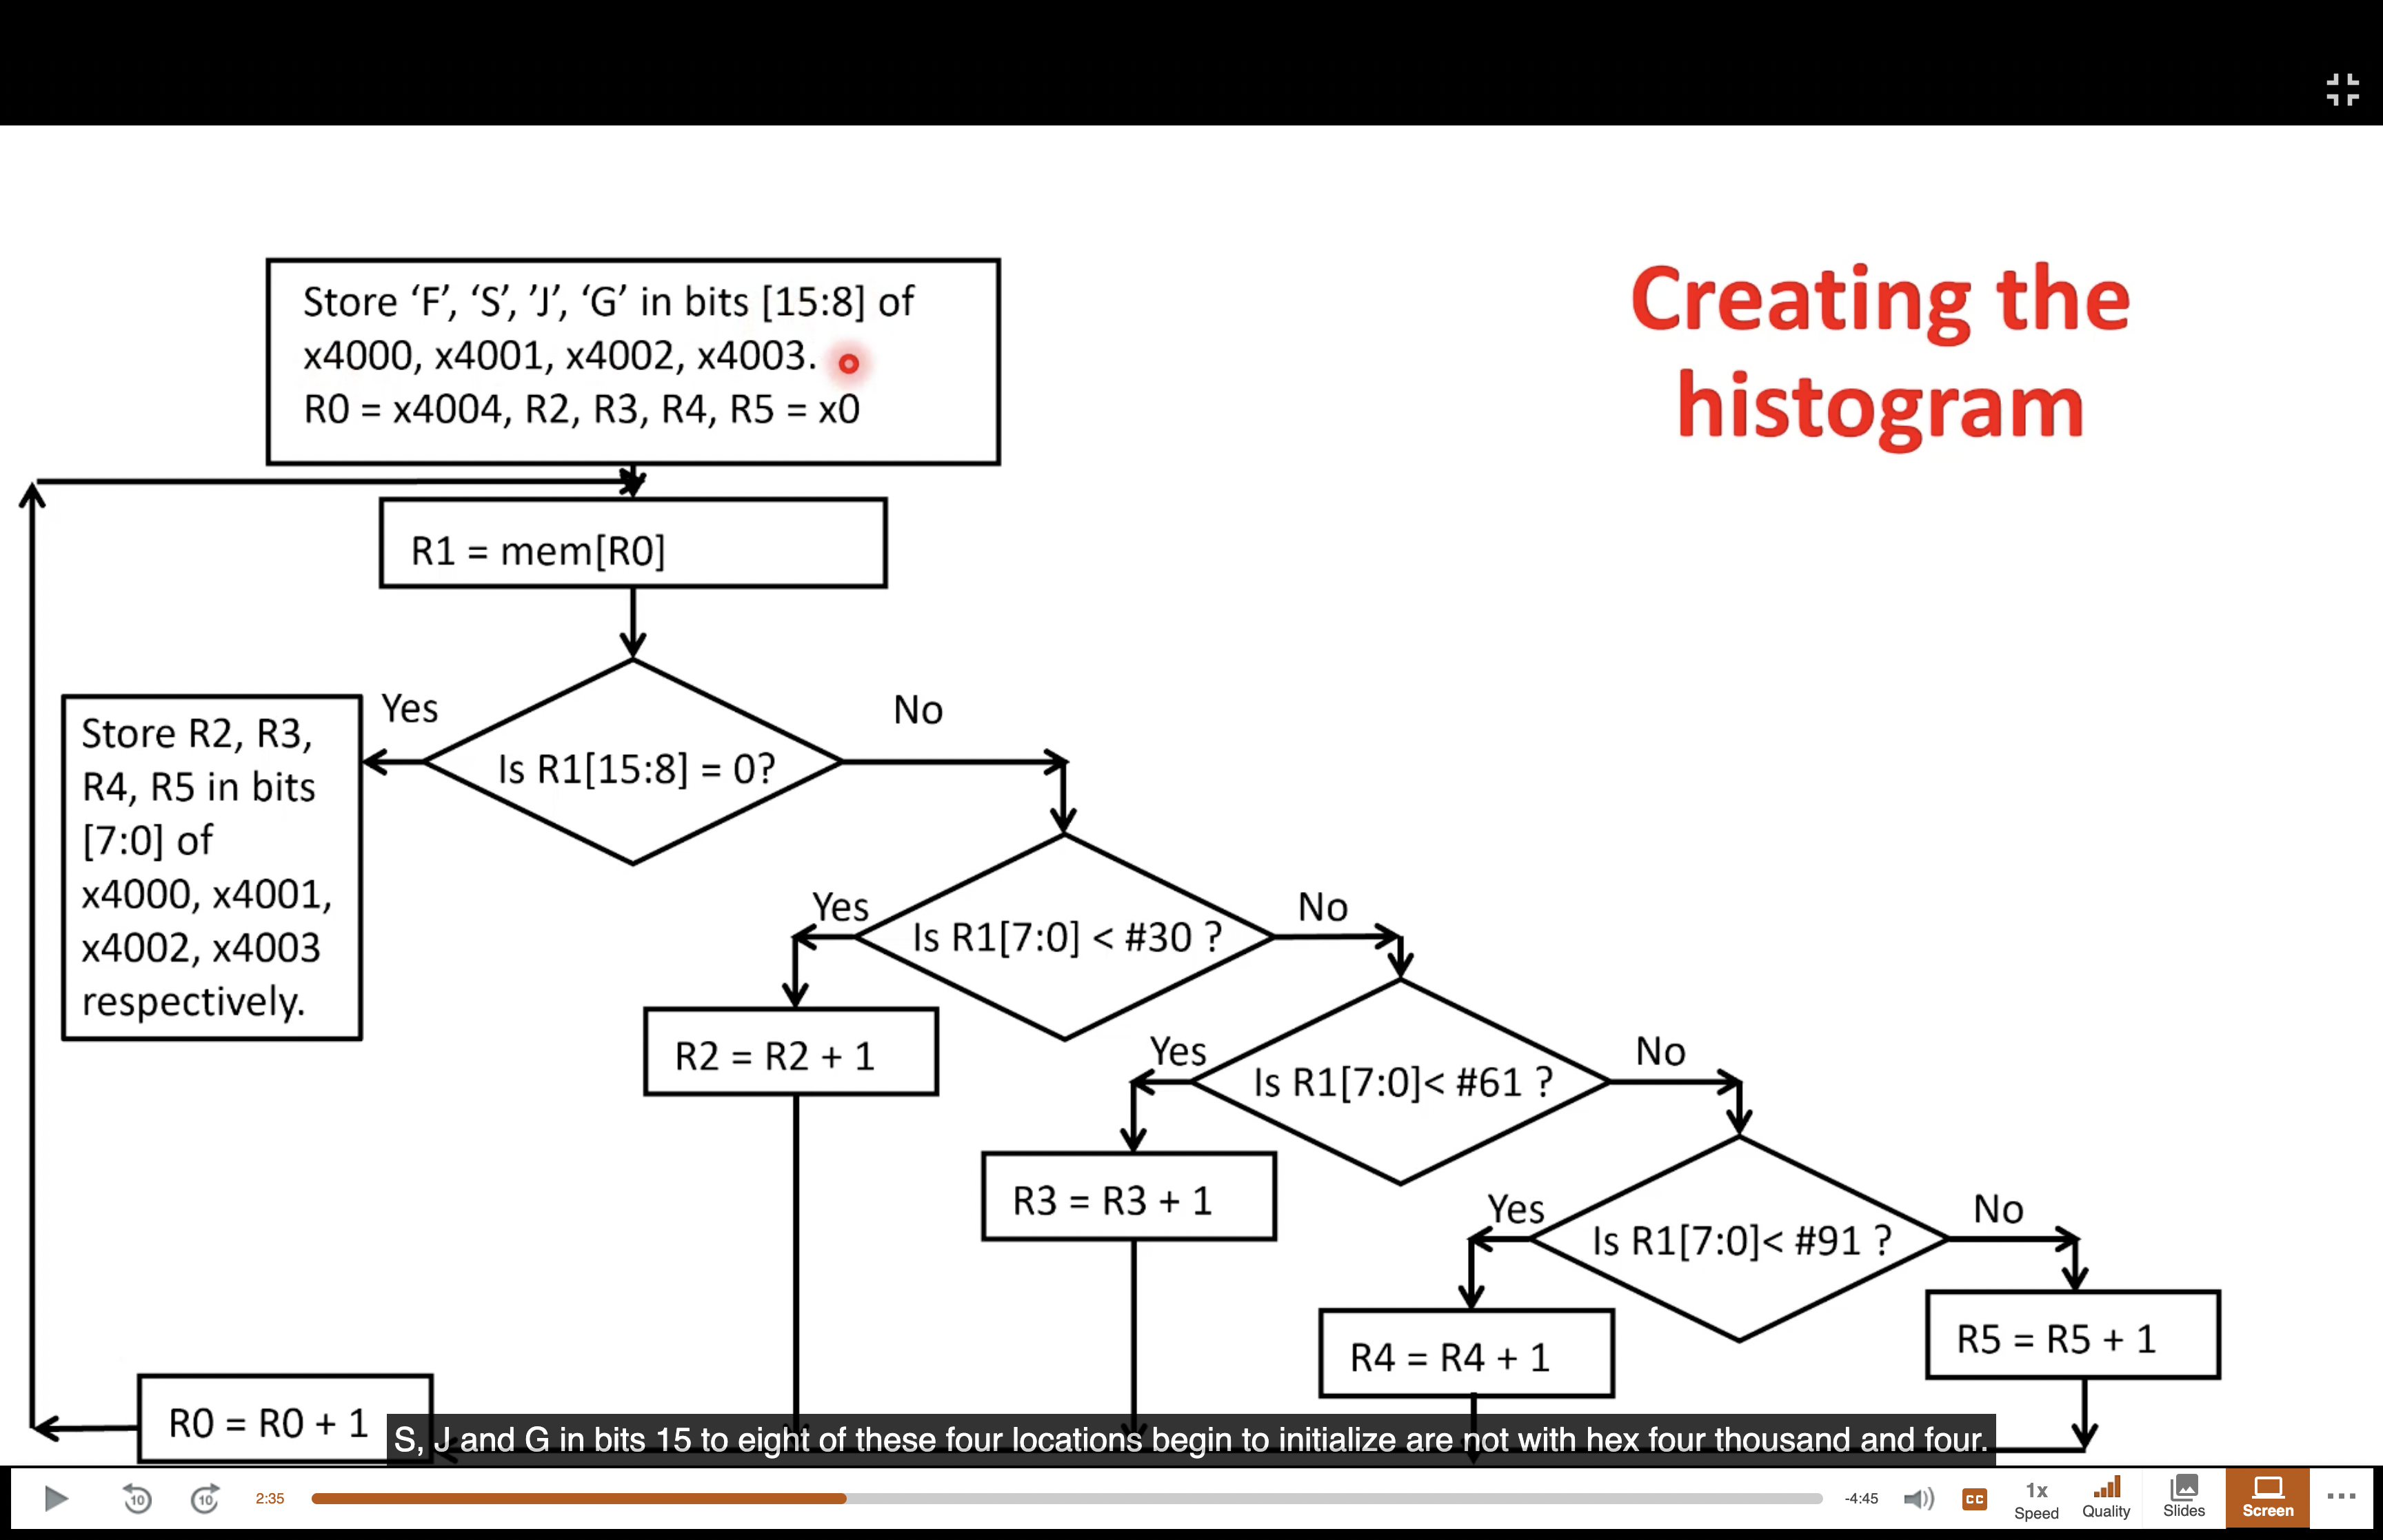 Creating the
histogram
Store ‘F’, ‘S’, ’J’, ‘G’ in bits [15:8] of
x4000, x4001, x4002, x4003.
R0 = x4004, R2, R3, R4, R5 = x0
R1 = mem[R0]
Is R1[15:8] = 0?
Yes
No
Store R2, R3,
R4, R5 in bits
[7:0] of
x4000, x4001,
x4002, x4003
respectively.
Is R1[7:0] < #30 ?
Yes
No
R2 = R2 + 1
Is R1[7:0]< #61 ?
Yes
No
R3 = R3 + 1
Is R1[7:0]< #91 ?
Yes
No
R4 = R4 + 1
R5 = R5 + 1
R0 = R0 + 1
S, J and G in bits 15 to eight of these four locations begin to initialize are not with hex four thousand and four.
10
10
2:35
-4:45
CC
1x
Speed
Quality
Slides
Screen